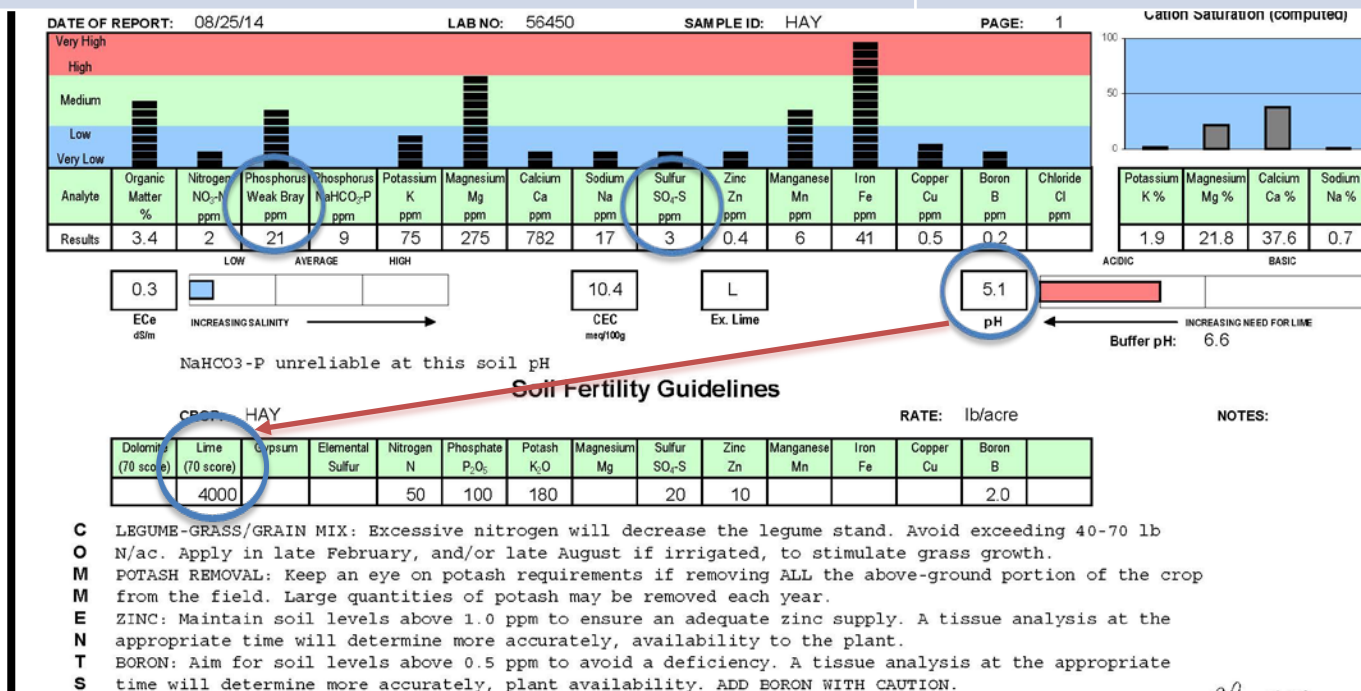 DATE OF REPORT: 08/25/14 LAB NO: 56450 SAMPLE ID: HAY PAGE: 1 Cation Saturation (computed)
Very High
High
Medium
Low
Very Low
100
50
0
Analyte Organic Matter % Nitrogen NO3-N ppm Phosphorus Weak Bray ppm Phosphorus NaHCO3-P ppm Potassium K ppm Magnesium Mg ppm Calcium Ca ppm Sodium Na ppm Sulfur SO4-S ppm Zinc Zn ppm Manganese Mn ppm Iron Fe ppm Copper Cu ppm Boron B ppm Chloride Cl ppm Potassium K % Magnesium Mg % Calcium Ca % Sodium Na %
Results 3.4 2 21 9 75 275 782 17 3 0.4 6 41 0.5 0.2 1.9 21.8 37.6 0.7
LOW AVERAGE HIGH ACIDIC BASIC
0.3 10.4 L 5.1
ECe dS/m INCREASING SALINITY CEC meq/100g Ex. Lime pH INCREASING NEED FOR LIME
Buffer pH: 6.6
NaHCO3-P unreliable at this soil pH
Soil Fertility Guidelines
CROP: HAY RATE: lb/acre NOTES:
Dolomite (70 score) Lime (70 score) Gypsum Elemental Sulfur Nitrogen N Phosphate P2O5 Potash K2O Magnesium Mg Sulfur SO4-S Zinc Zn Manganese Mn Iron Fe Copper Cu Boron B
4000 50 100 180 20 10 2.0
C LEGUME-GRASS/GRAIN MIX: Excessive nitrogen will decrease the legume stand. Avoid exceeding 40-70 lb
O N/ac. Apply in late February, and/or late August if irrigated, to stimulate grass growth.
M POTASH REMOVAL: Keep an eye on potash requirements if removing ALL the above-ground portion of the crop
M from the field. Large quantities of potash may be removed each year.
E ZINC: Maintain soil levels above 1.0 ppm to ensure an adequate zinc supply. A tissue analysis at the
N appropriate time will determine more accurately, availability to the plant.
T BORON: Aim for soil levels above 0.5 ppm to avoid a deficiency. A tissue analysis at the appropriate
S time will determine more accurately, plant availability. ADD BORON WITH CAUTION.